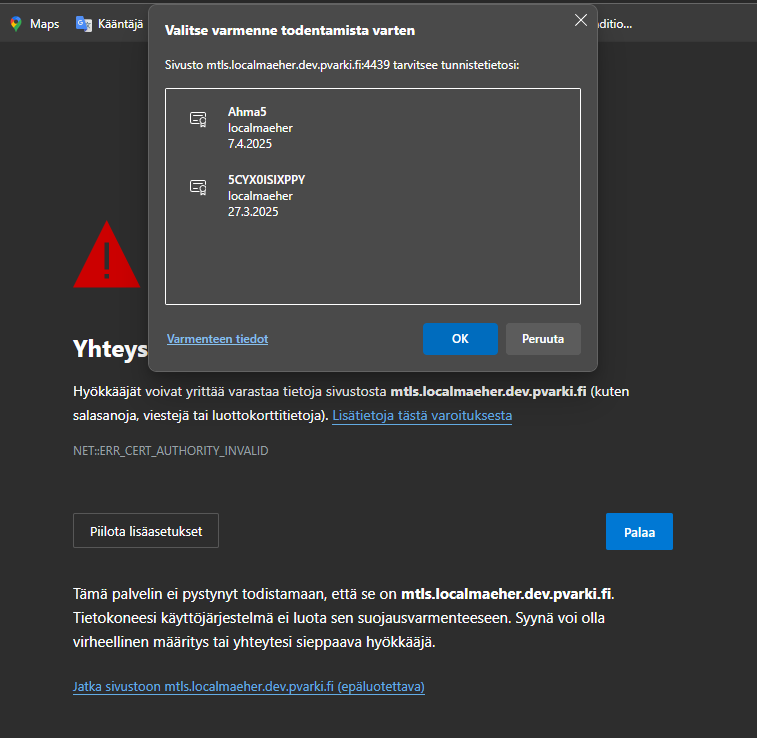 Maps
Kääntäjä
Valitse varmenne todentamista varten
Sivusto mtls.localmaeher.dev.pvarki.fi:4439 tarvitsee tunnistetietosi:
Ahma5
localmaeher
7.4.2025
5CYX0ISIXPPY
localmaeher
27.3.2025
Varmenteen tiedot
OK
Peruuta
Yhteys
Hyökkääjät voivat yrittää varastaa tietoja sivustosta mtls.localmaeher.dev.pvarki.fi (kuten
salasanoja, viestejä tai luottokorttitietoja). Lisätietoja tästä varoituksesta
NET::ERR_CERT_AUTHORITY_INVALID
Piilota lisäasetukset
Palaa
Tämä palvelin ei pystynyt todistamaan, että se on mtls.localmaeher.dev.pvarki.fi.
Tietokoneesi käyttöjärjestelmä ei luota sen suojausvarmenteeseen. Syynä voi olla
virheellinen määritys tai yhteytesi sieppaava hyökkääjä.
Jatka sivustoon mtls.localmaeher.dev.pvarki.fi (epäluotettava)